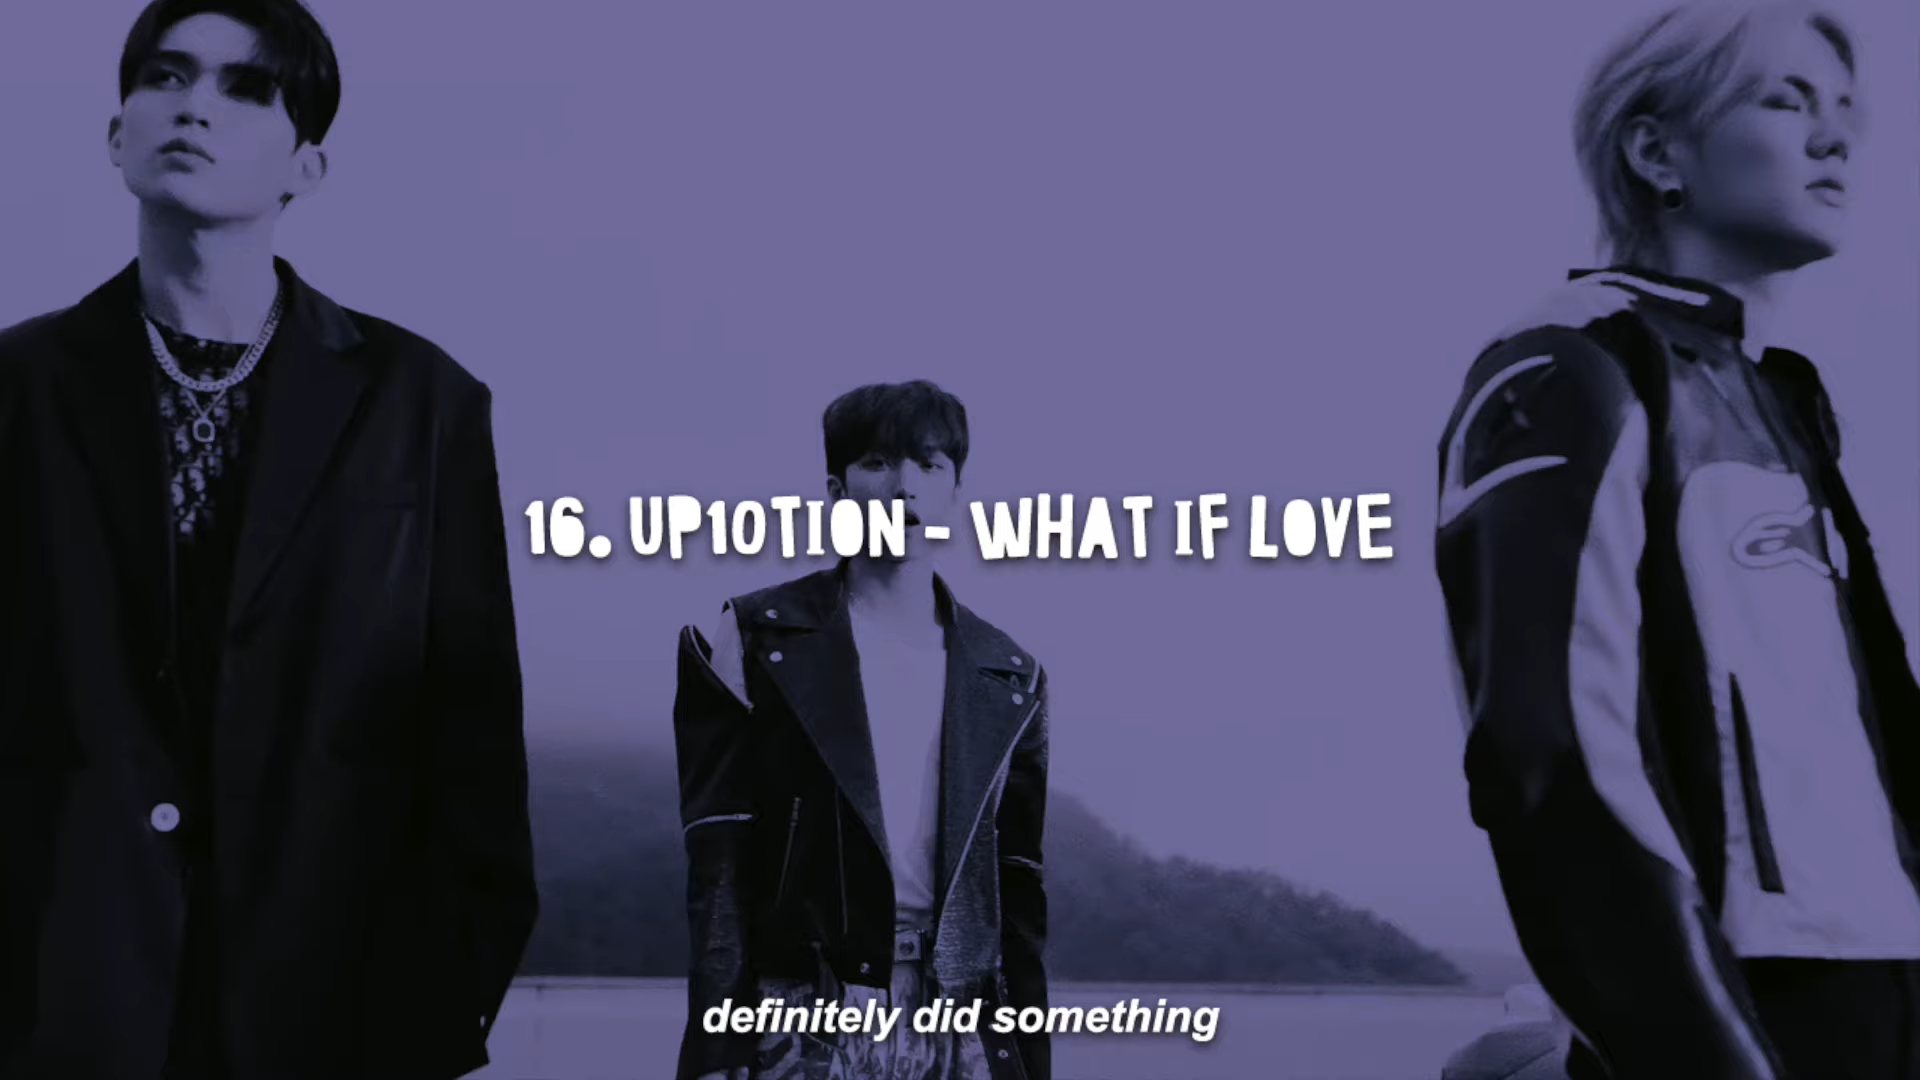 16. UP10TION - WHAT IF LOVE
definitely did something